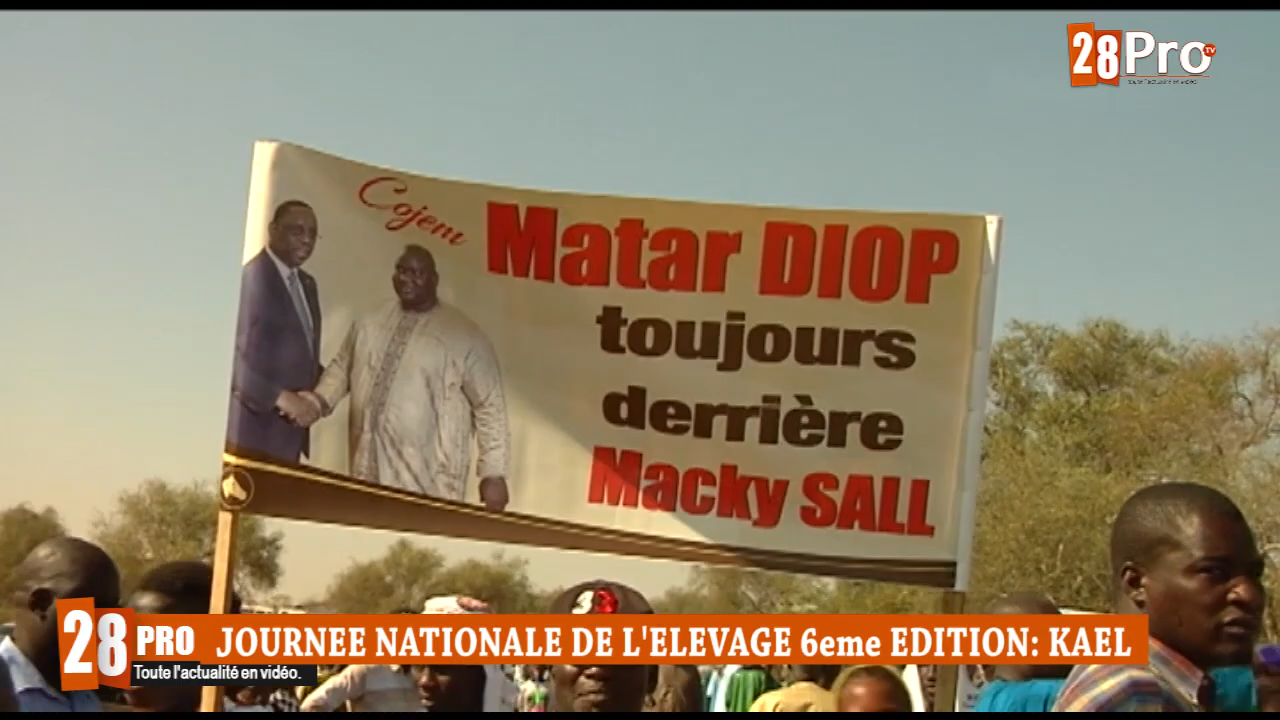 28Pro TV
Cojem
Matar DIOP
toujours
derrière
Macky SALL
28 PRO JOURNEE NATIONALE DE L'ELEVAGE 6eme EDITION: KAEL
Toute l'actualité en vidéo.